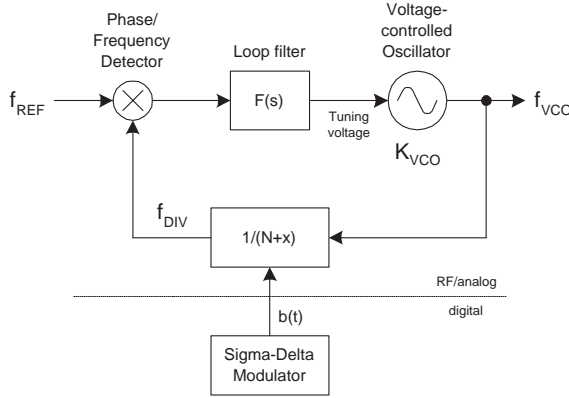 Phase/
Frequency
Detector
Loop filter
Voltage-
controlled
Oscillator
f_REF
F(s)
Tuning
voltage
f_VCO
K_VCO
f_DIV
1/(N+x)
RF/analog
digital
b(t)
Sigma-Delta
Modulator